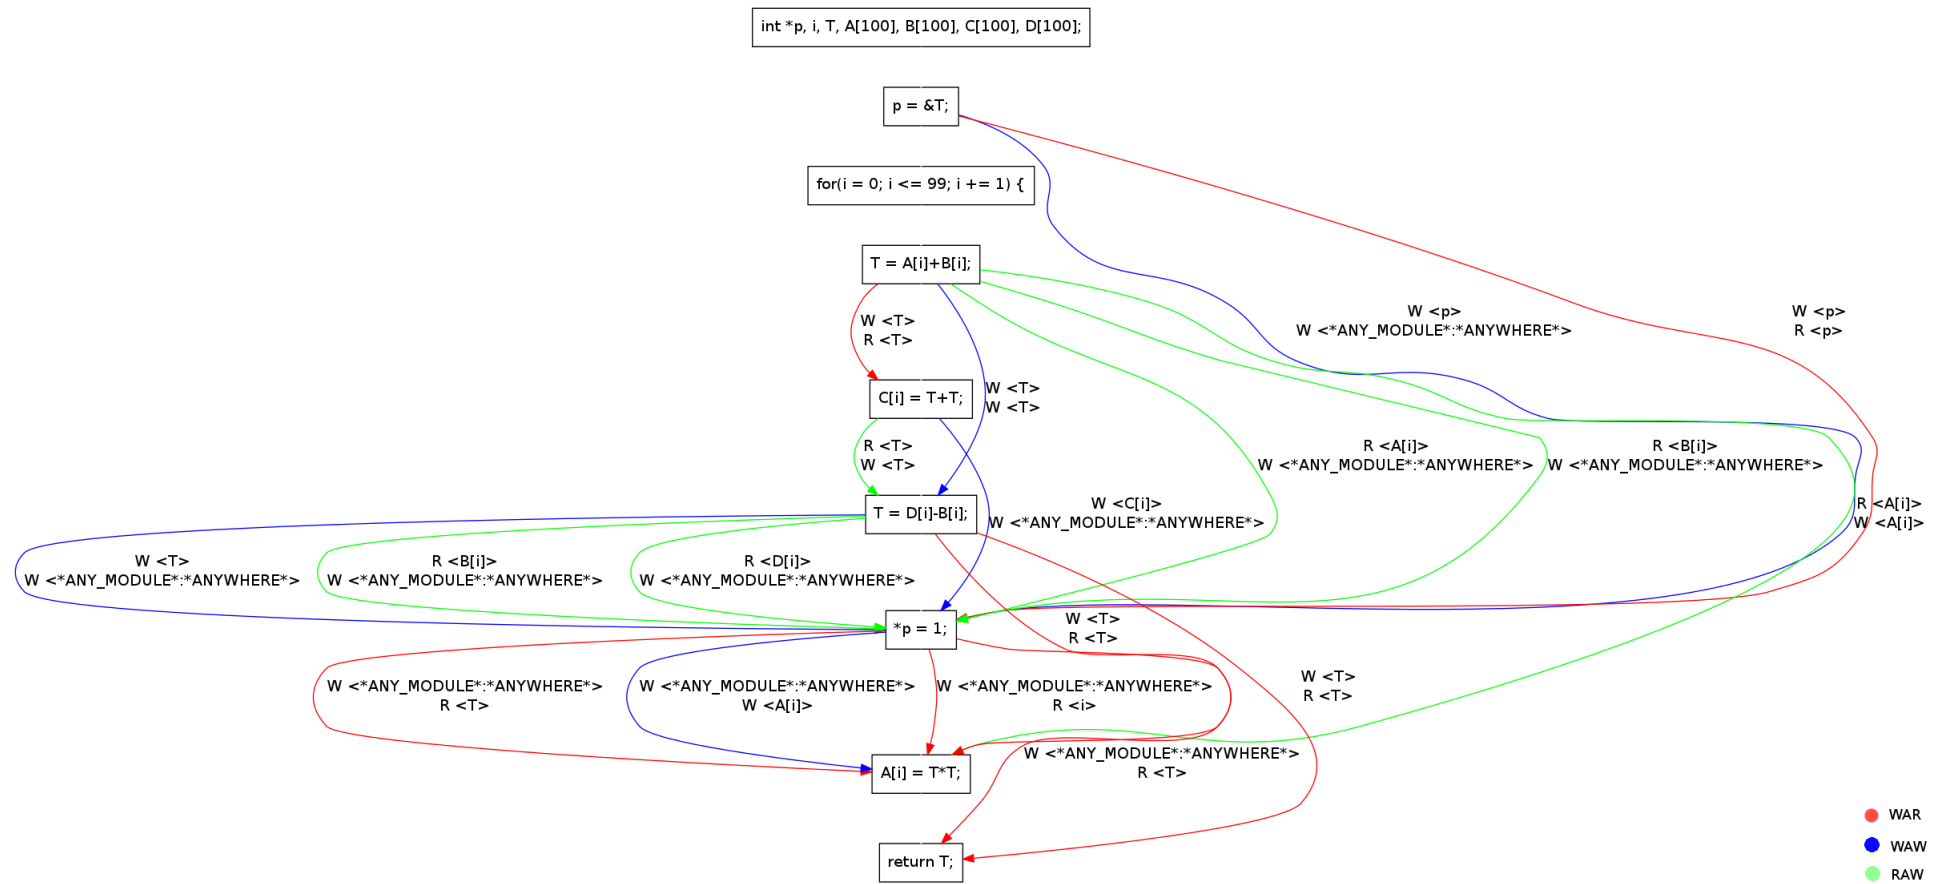 int *p, i, T, A[100], B[100], C[100], D[100];
p = &T;
for(i = 0; i <= 99; i += 1) {
T = A[i]+B[i];
W <T>
R <T>
W <p>
W <*ANY_MODULE*:*ANYWHERE*>
W <p>
R <p>
C[i] = T+T;
W <T>
W <T>
R <T>
W <T>
R <A[i]>
W <*ANY_MODULE*:*ANYWHERE*>
R <B[i]>
W <*ANY_MODULE*:*ANYWHERE*>
T = D[i]-B[i];
W <C[i]>
W <*ANY_MODULE*:*ANYWHERE*>
R <A[i]>
W <A[i]>
W <T>
W <*ANY_MODULE*:*ANYWHERE*>
R <B[i]>
W <*ANY_MODULE*:*ANYWHERE*>
R <D[i]>
W <*ANY_MODULE*:*ANYWHERE*>
*p = 1;
W <T>
R <T>
W <*ANY_MODULE*:*ANYWHERE*>
R <T>
W <*ANY_MODULE*:*ANYWHERE*>
W <A[i]>
W <*ANY_MODULE*:*ANYWHERE*>
R <i>
W <T>
R <T>
A[i] = T*T;
W <*ANY_MODULE*:*ANYWHERE*>
R <T>
return T;
WAR
WAW
RAW